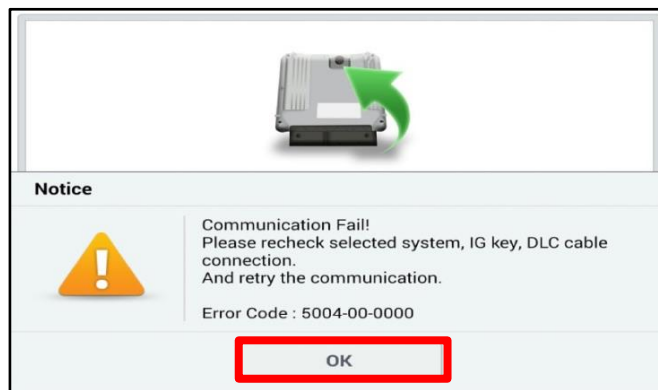 Notice
Communication Fail!
Please recheck selected system, IG key, DLC cable
connection.
And retry the communication.
Error Code : 5004-00-0000
OK